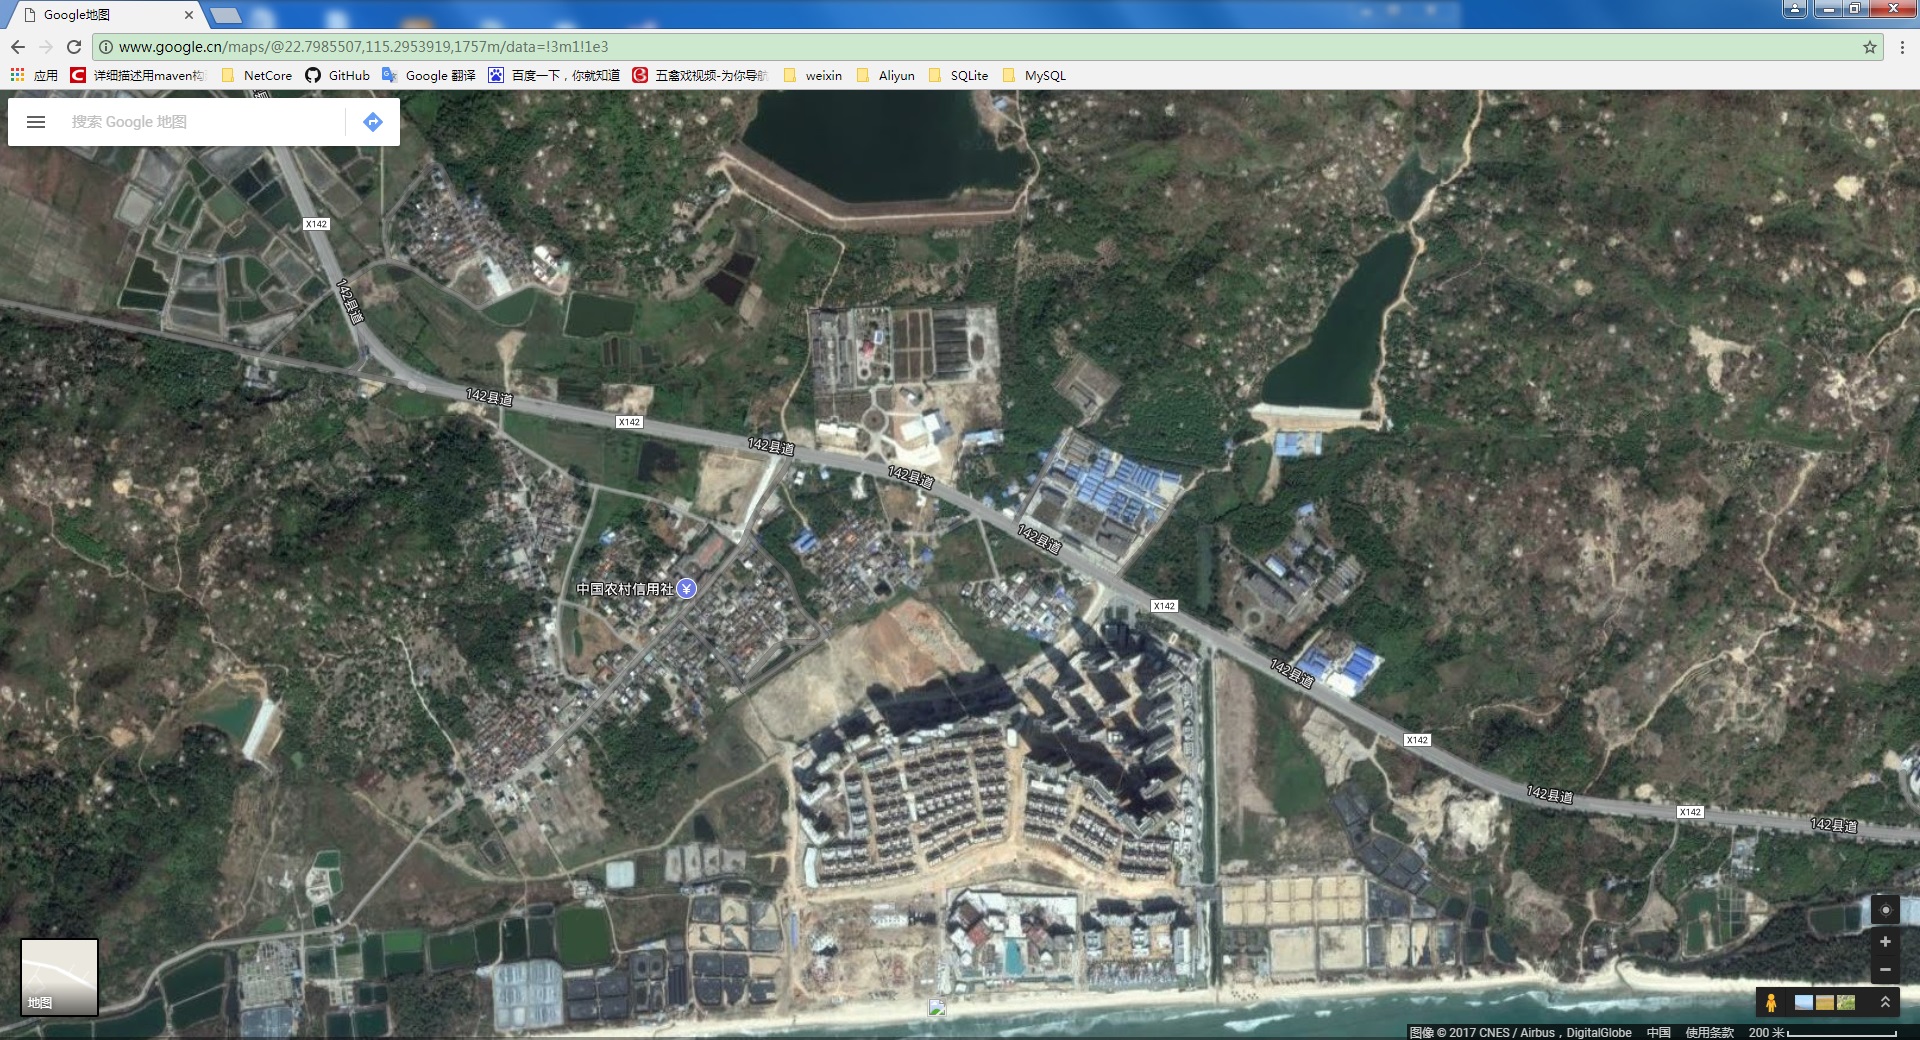 Google地图
www.google.cn/maps/@22.7985507,115.2953919,1757m/data=!3m1!1e3
应用 详细描述用maven构 NetCore GitHub Google 翻译 百度一下，你就知道 五禽戏视频-为你导航 weixin Aliyun SQLite MySQL
搜索 Google 地图
X142
142县道
142县道
X142
142县道
142县道
142县道
中国农村信用社
X142
142县道
X142
142县道
X142
142县道
地图
图像 © 2017 CNES / Airbus，DigitalGlobe 中国 使用条款 200 米